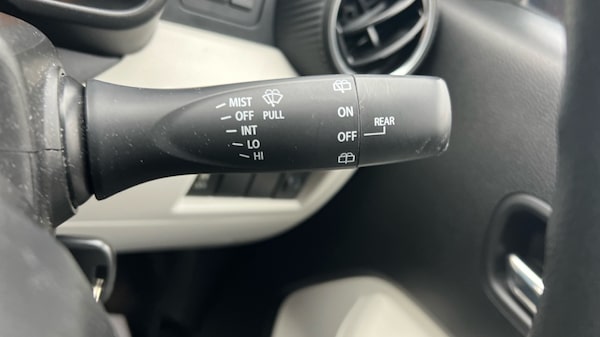 MIST
OFF PULL
INT
LO
HI
ON
OFF
REAR